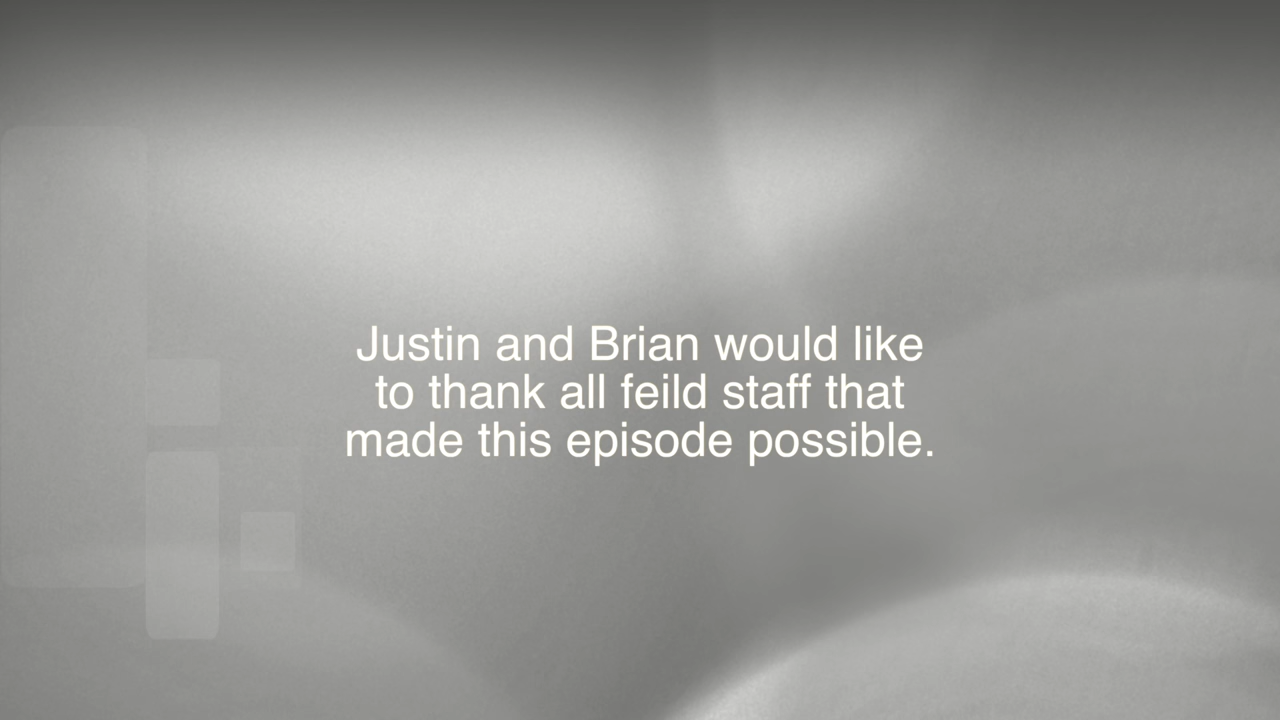 Justin and Brian would like
to thank all feild staff that
made this episode possible.